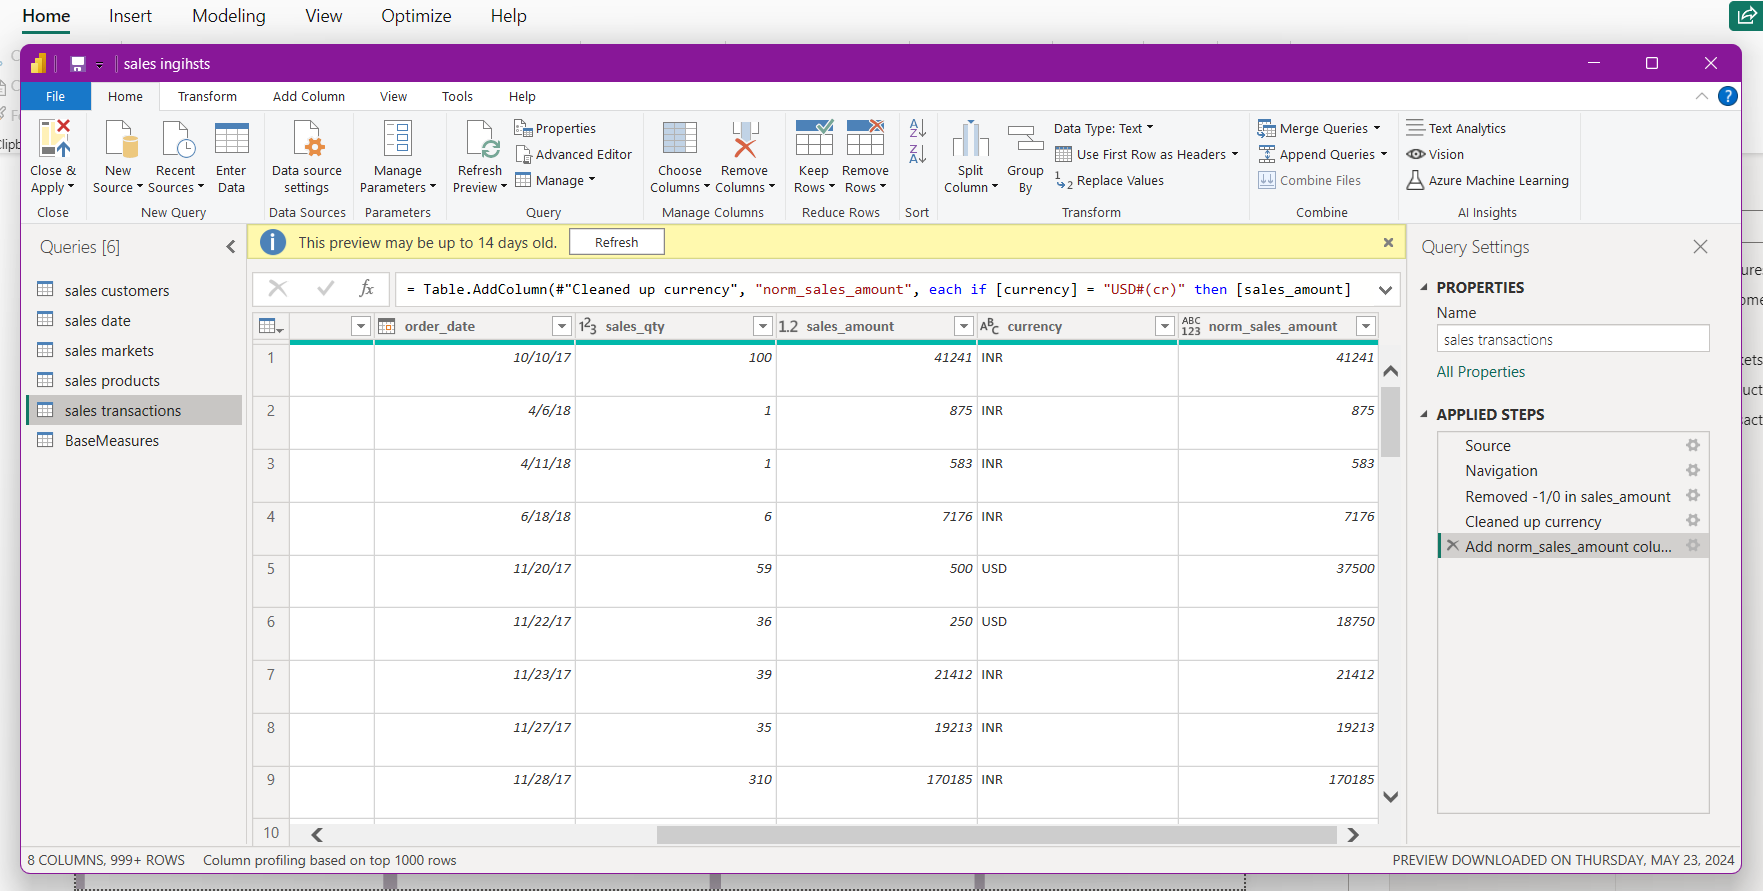 Home Insert Modeling View Optimize Help
sales ingihsts
File Home Transform Add Column View Tools Help
Close & Apply
Close
New Source
Recent Sources
Enter Data
New Query
Data source settings
Data Sources
Manage Parameters
Parameters
Refresh Preview
Properties
Advanced Editor
Manage
Query
Choose Columns
Remove Columns
Manage Columns
Keep Rows
Remove Rows
Reduce Rows
Sort
Split Column
Group By
Data Type: Text
Use First Row as Headers
Replace Values
Transform
Merge Queries
Append Queries
Combine Files
Combine
Text Analytics
Vision
Azure Machine Learning
AI Insights
Queries [6]
sales customers
sales date
sales markets
sales products
sales transactions
BaseMeasures
This preview may be up to 14 days old. Refresh
fx = Table.AddColumn(#"Cleaned up currency", "norm_sales_amount", each if [currency] = "USD#(cr)" then [sales_amount]
order_date 123 sales_qty 1.2 sales_amount ABC currency ABC 123 norm_sales_amount
1 10/10/17 100 41241 INR 41241
2 4/6/18 1 875 INR 875
3 4/11/18 1 583 INR 583
4 6/18/18 6 7176 INR 7176
5 11/20/17 59 500 USD 37500
6 11/22/17 36 250 USD 18750
7 11/23/17 39 21412 INR 21412
8 11/27/17 35 19213 INR 19213
9 11/28/17 310 170185 INR 170185
10
Query Settings
PROPERTIES
Name
sales transactions
All Properties
APPLIED STEPS
Source
Navigation
Removed -1/0 in sales_amount
Cleaned up currency
Add norm_sales_amount colu...
8 COLUMNS, 999+ ROWS Column profiling based on top 1000 rows
PREVIEW DOWNLOADED ON THURSDAY, MAY 23, 2024